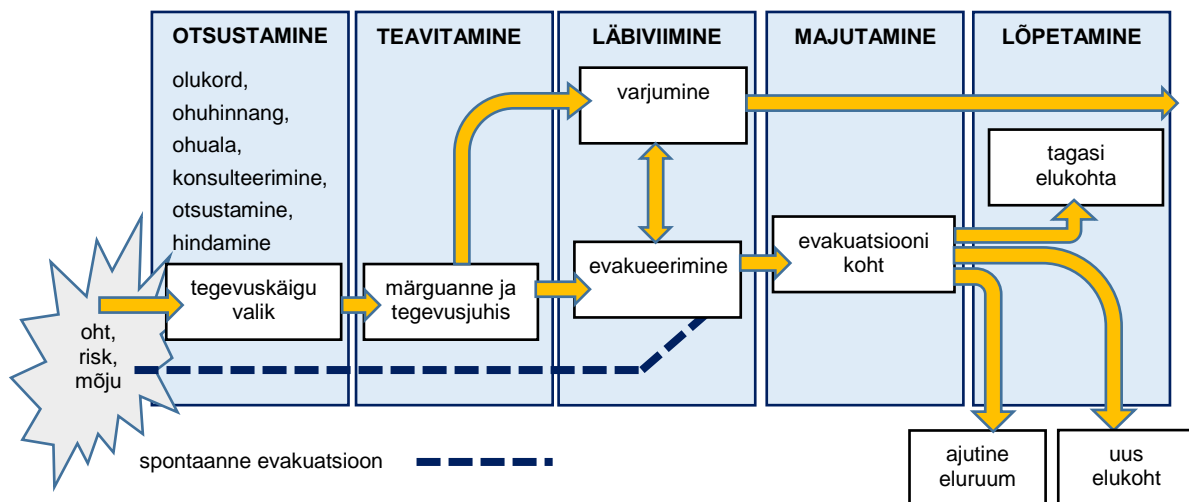 OTSUSTAMINE
TEAVITAMINE
LÄBIVIIMINE
MAJUTAMINE
LÕPETAMINE
olukord,
ohuhinnang,
ohuala,
konsulteerimine,
otsustamine,
hindamine
varjumine
tagasi
elukohta
evakuatsiooni
koht
evakueerimine
tegevuskäigu
valik
märguanne ja
tegevusjuhis
oht,
risk,
mõju
spontaanne evakuatsioon
ajutine
eluruum
uus
elukoht